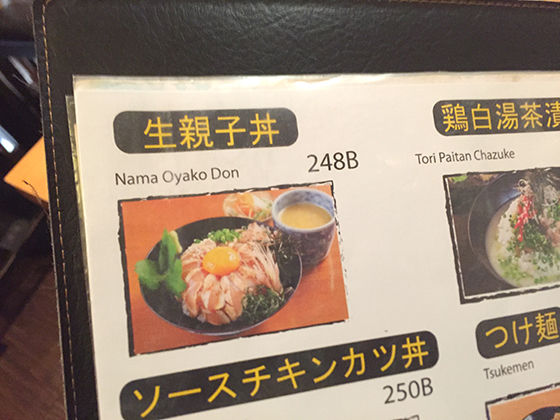 生親子丼
Nama Oyako Don 248B
鶏白湯茶漬
Tori Paitan Chazuke
ソースチキンカツ丼
250B
つけ麺
Tsukemen